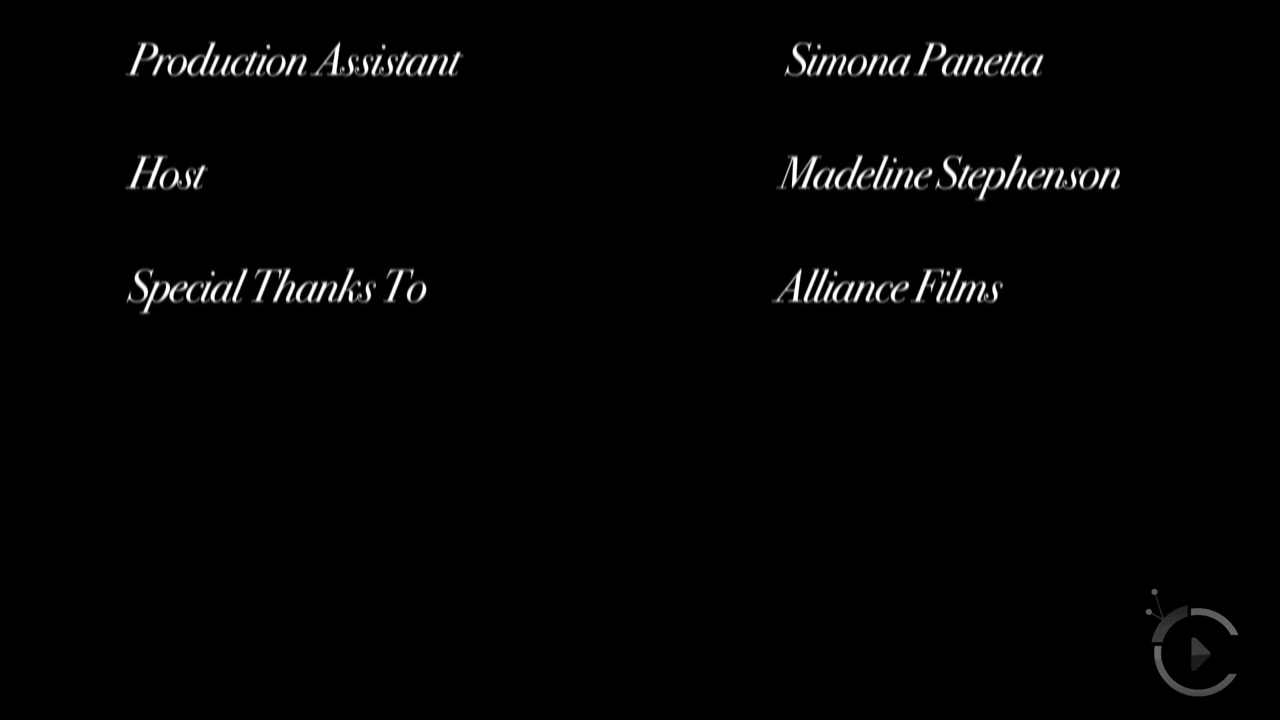 Production Assistant Simona Panetta
Host Madeline Stephenson
Special Thanks To Alliance Films